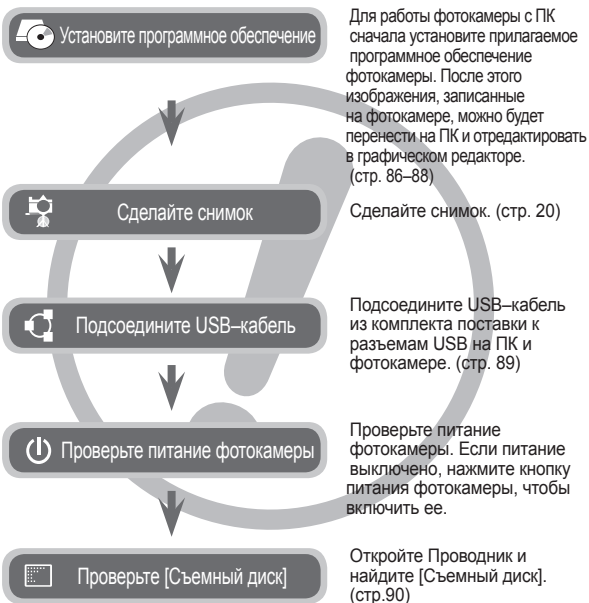 Установите программное обеспечение
Для работы фотокамеры с ПК
сначала установите прилагаемое
программное обеспечение
фотокамеры. После этого
изображения, записанные
на фотокамере, можно будет
перенести на ПК и отредактировать
в графическом редакторе.
(стр. 86–88)
Сделайте снимок
Сделайте снимок. (стр. 20)
Подсоедините USB–кабель
Подсоедините USB–кабель
из комплекта поставки к
разъемам USB на ПК и
фотокамере. (стр. 89)
Проверьте питание фотокамеры
Проверьте питание
фотокамеры. Если питание
выключено, нажмите кнопку
питания фотокамеры, чтобы
включить ее.
Проверьте [Съемный диск]
Откройте Проводник и
найдите [Съемный диск].
(стр.90)